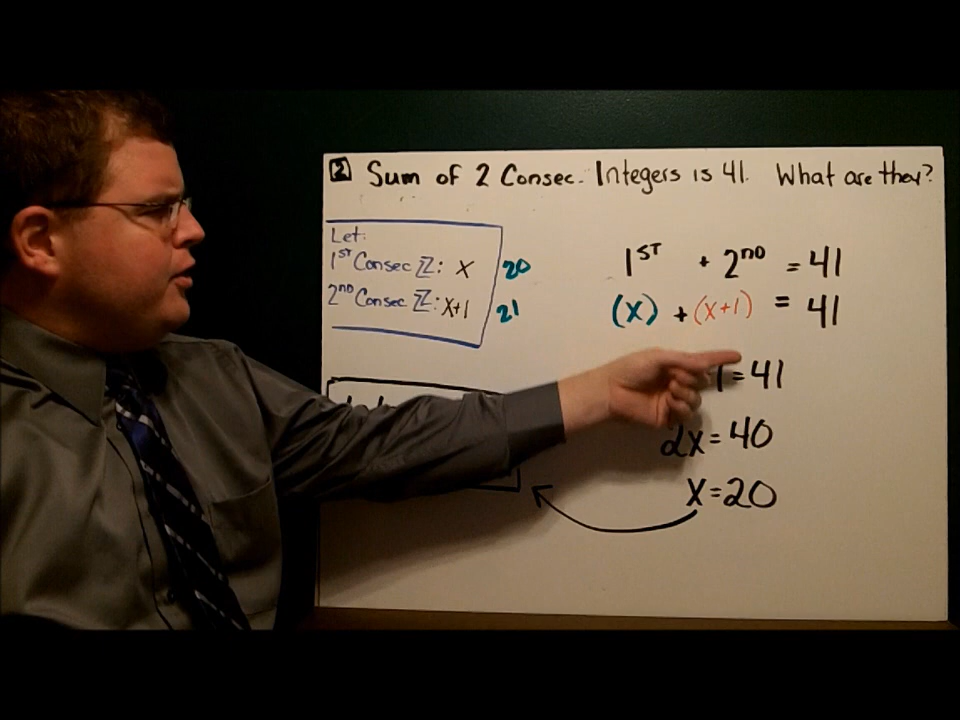 2 Sum of 2 Consec. Integers is 41. What are they?
Let:
1ST Consec ℤ: x 20
2nd Consec ℤ: x+1 21
1ST + 2ND = 41
(x) + (x+1) = 41
1 = 41
2x = 40
x = 20